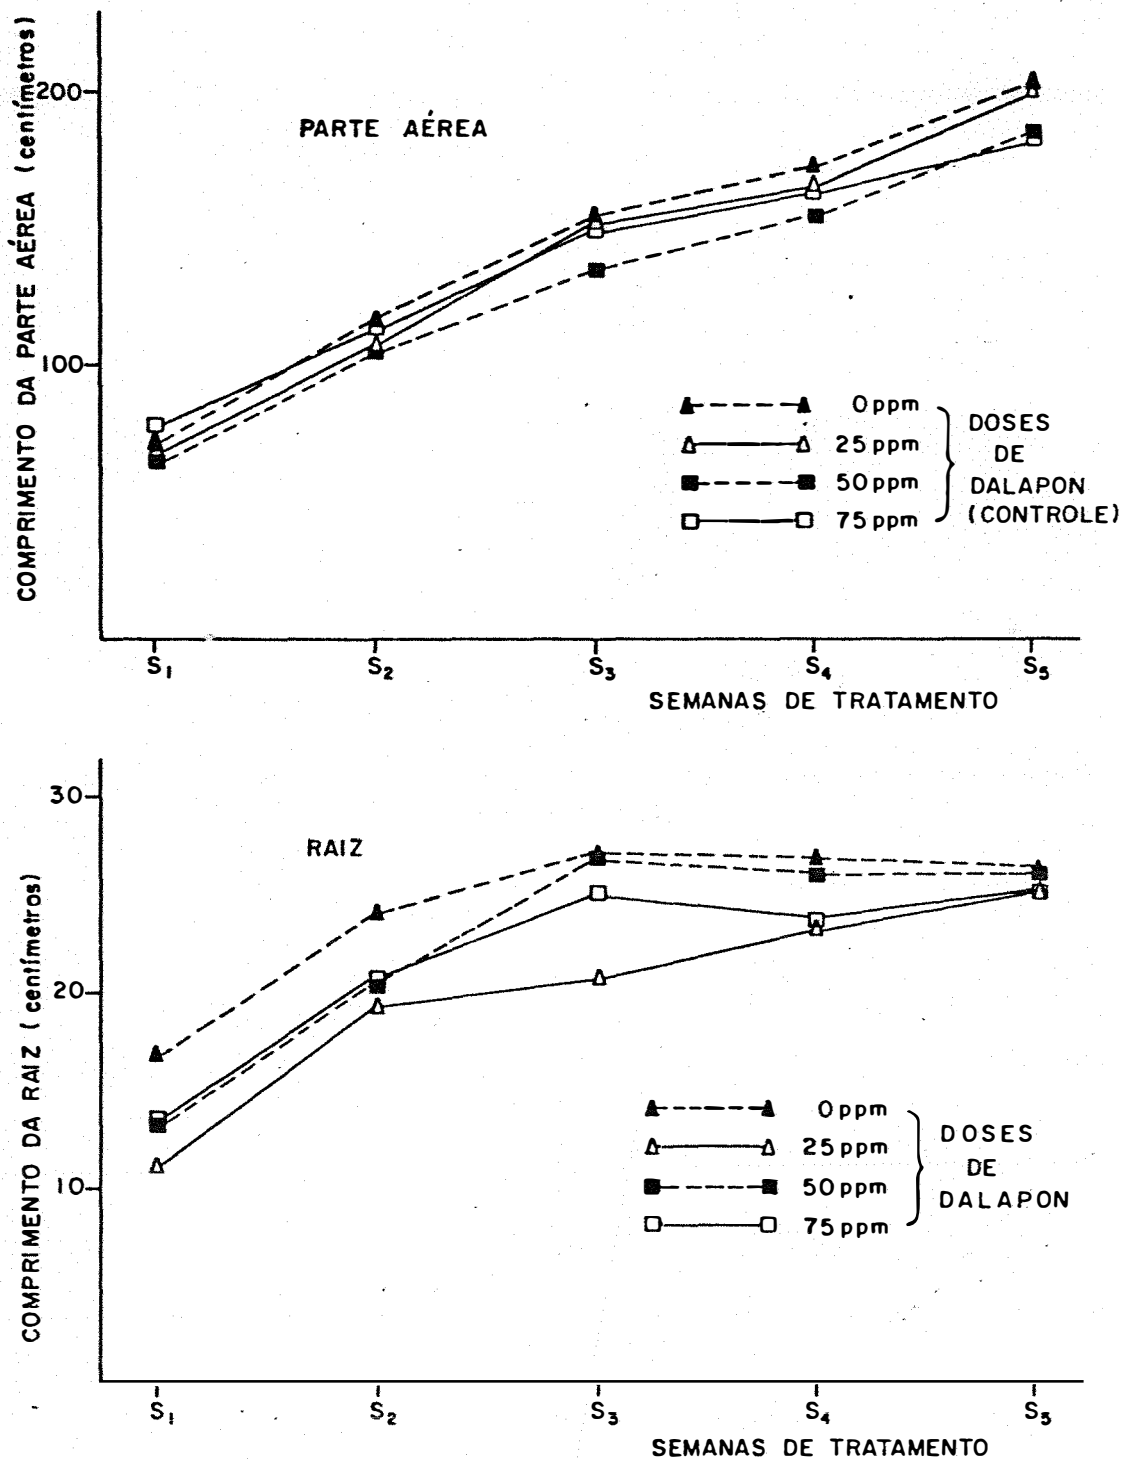 COMPRIMENTO DA PARTE AÉREA (centímetros)
200
PARTE AÉREA
100
0 ppm
25 ppm
50 ppm
75 ppm
DOSES
DE
DALAPON
(CONTROLE)
S1
S2
S3
S4
S5
SEMANAS DE TRATAMENTO
COMPRIMENTO DA RAIZ (centímetros)
30
RAIZ
20
10
0 ppm
25 ppm
50 ppm
75 ppm
DOSES
DE
DALAPON
S1
S2
S3
S4
S5
SEMANAS DE TRATAMENTO